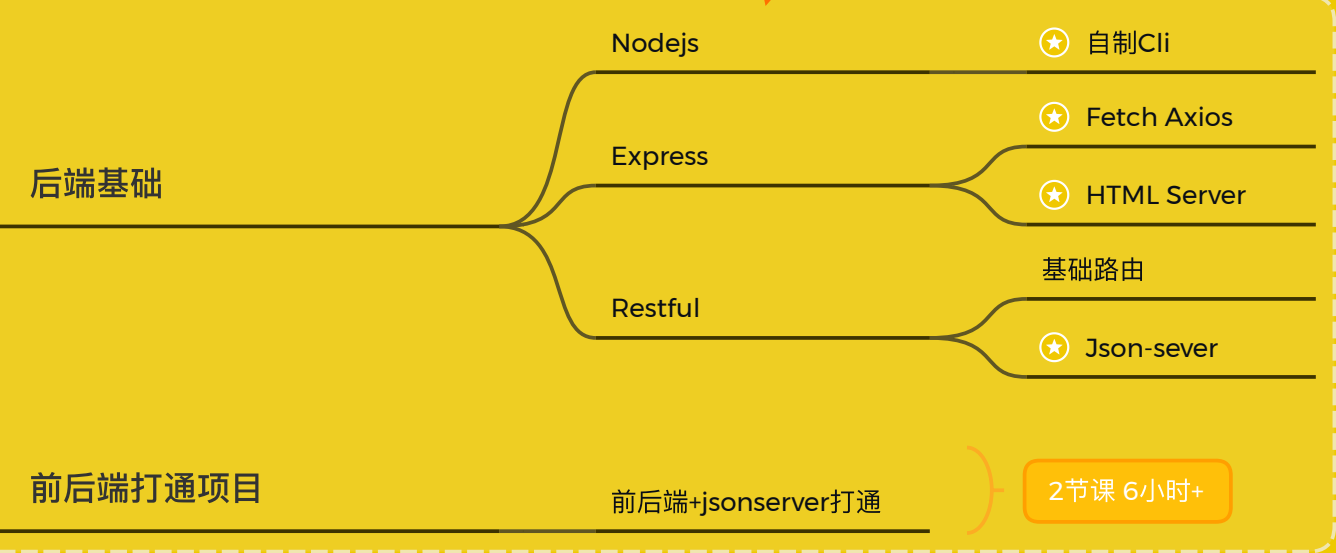 后端基础
Nodejs
自制Cli
Express
Fetch Axios
HTML Server
Restful
基础路由
Json-sever
前后端打通项目
前后端+jsonserver打通
2节课 6小时+